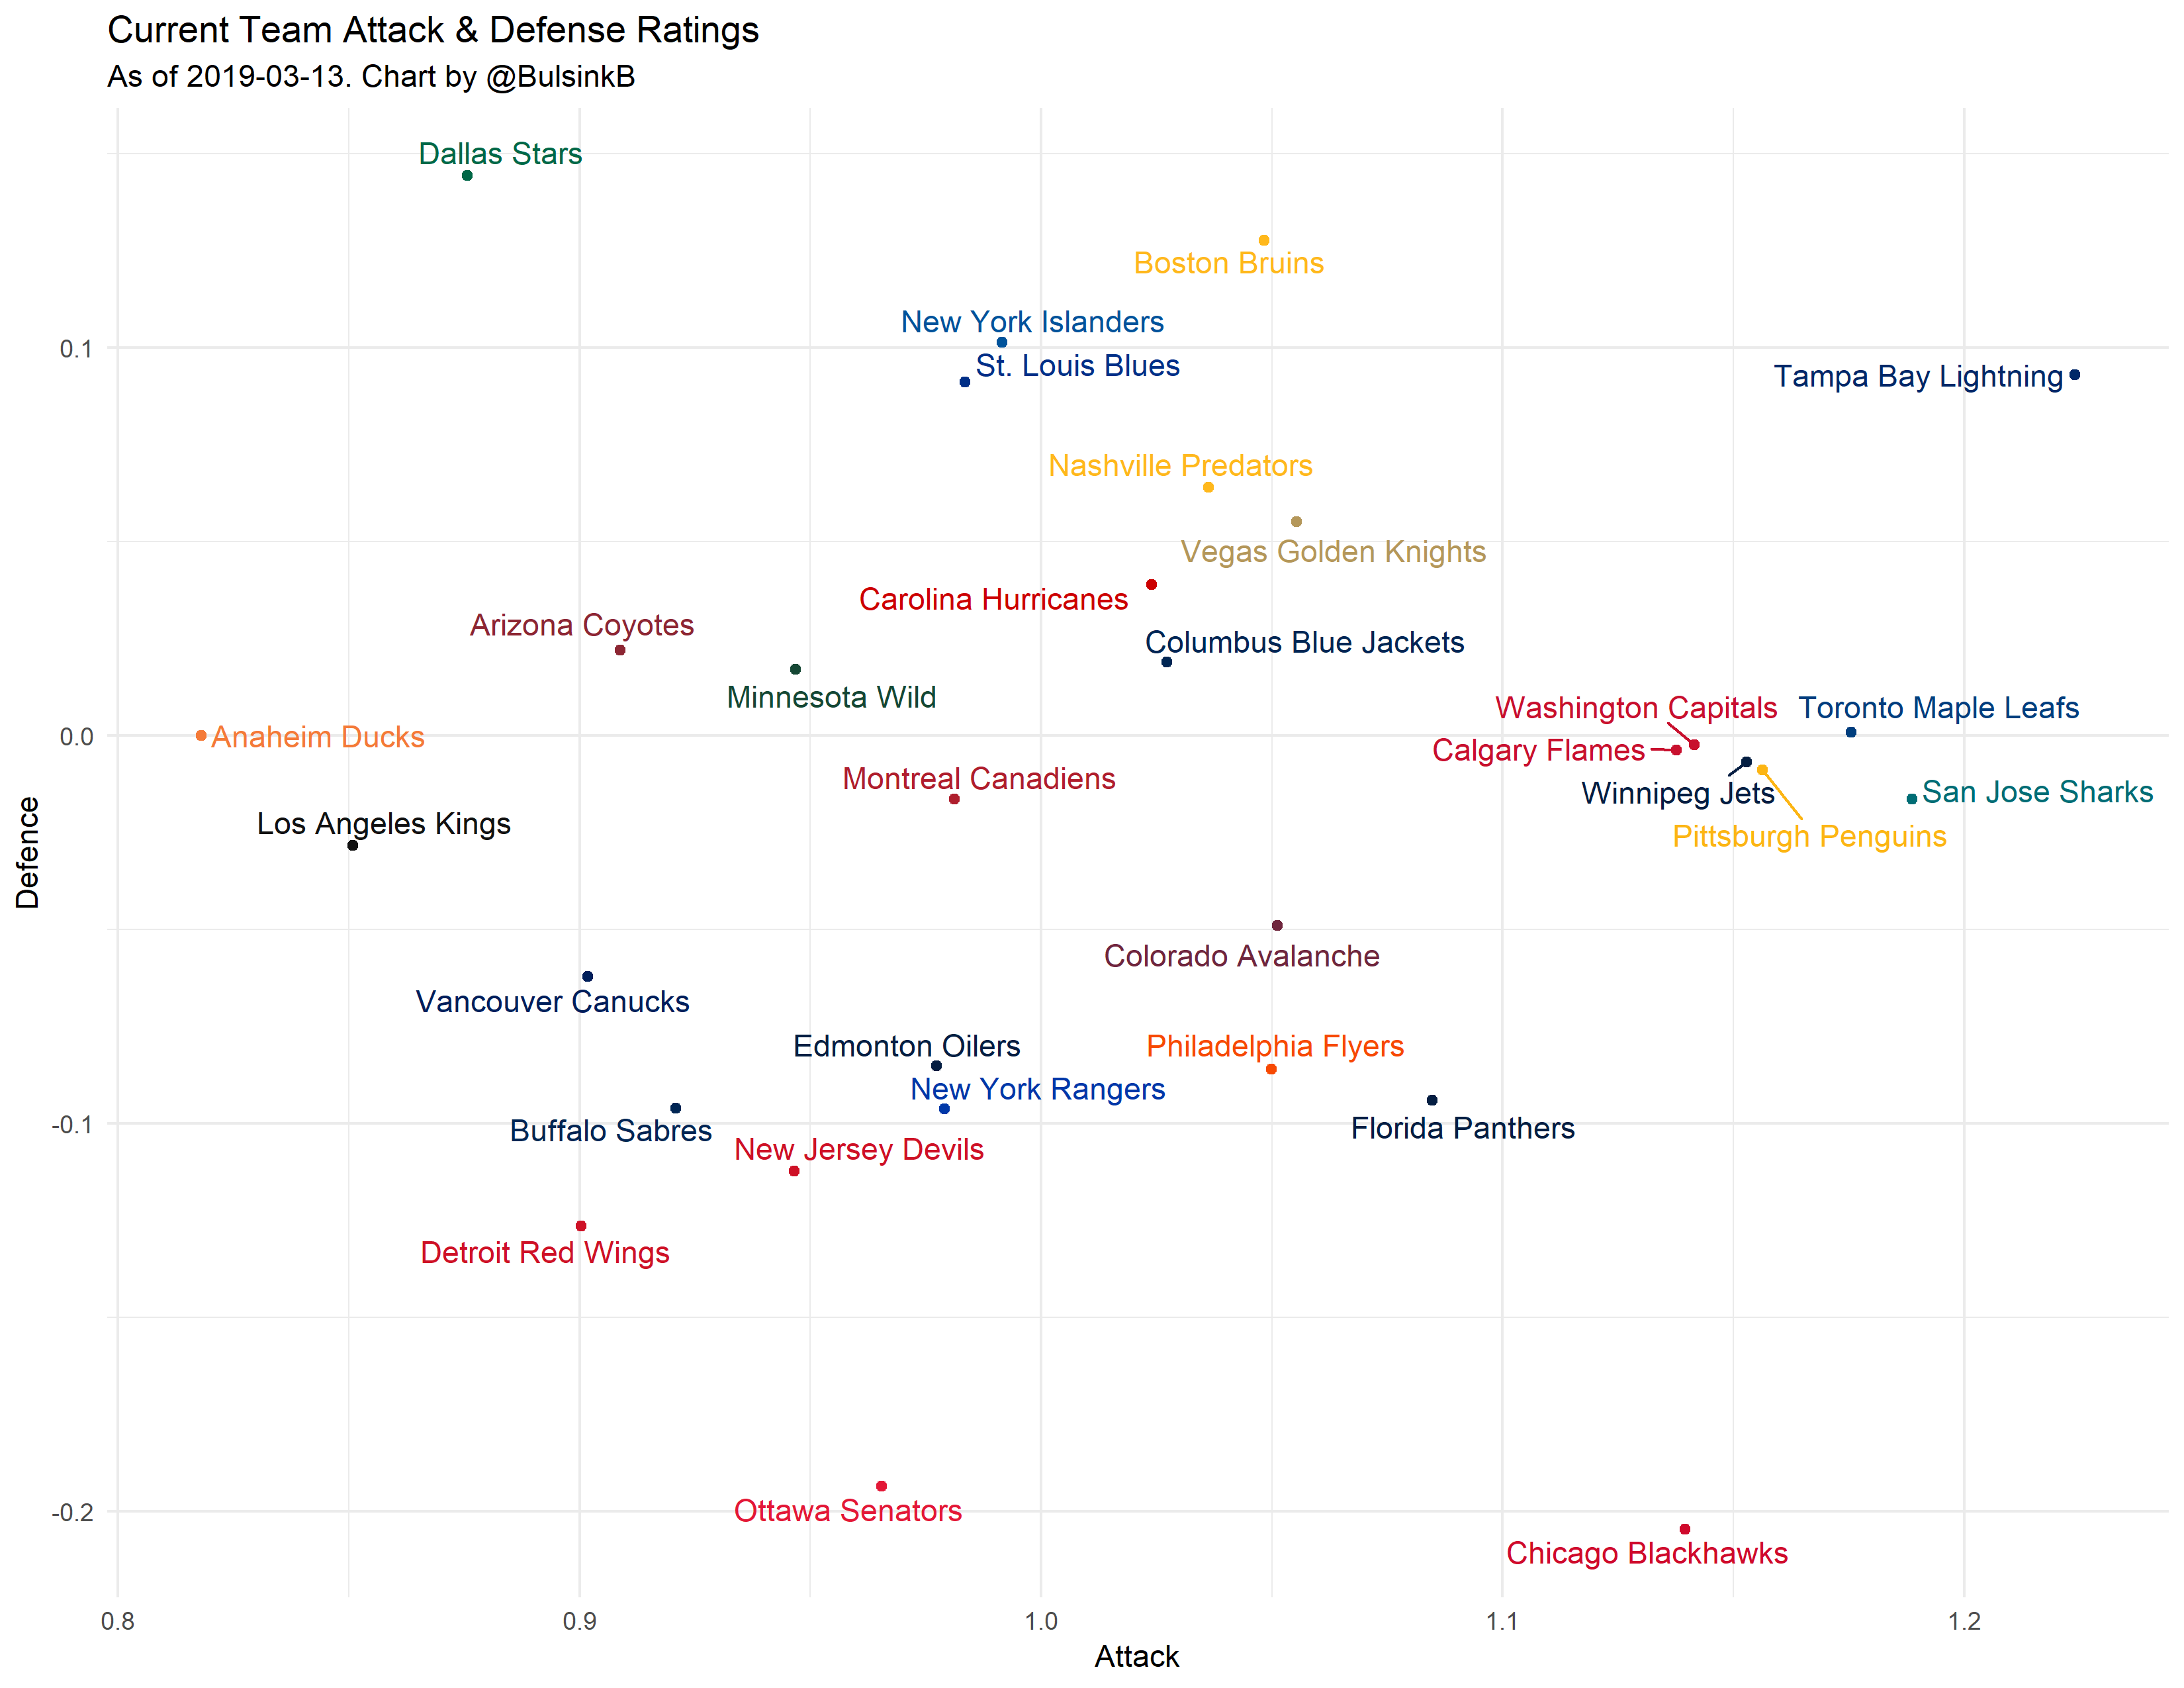 Current Team Attack & Defense Ratings
As of 2019-03-13. Chart by @BulsinkB
Dallas Stars
Boston Bruins
New York Islanders
0.1
St. Louis Blues
Tampa Bay Lightning
Nashville Predators
Vegas Golden Knights
Carolina Hurricanes
Arizona Coyotes
Columbus Blue Jackets
Minnesota Wild
Washington Capitals
Toronto Maple Leafs
0.0
Anaheim Ducks
Calgary Flames
Montreal Canadiens
Winnipeg Jets
San Jose Sharks
Los Angeles Kings
Pittsburgh Penguins
Defence
Colorado Avalanche
Vancouver Canucks
Edmonton Oilers
Philadelphia Flyers
New York Rangers
-0.1
Buffalo Sabres
Florida Panthers
New Jersey Devils
Detroit Red Wings
-0.2
Ottawa Senators
Chicago Blackhawks
0.8
0.9
1.0
1.1
1.2
Attack